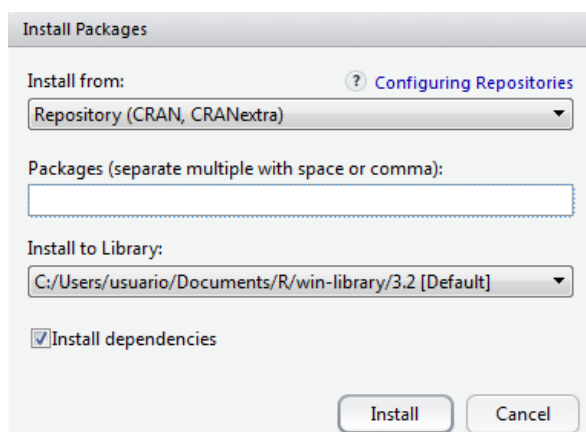 Install Packages
Install from:
? Configuring Repositories
Repository (CRAN, CRANextra)
Packages (separate multiple with space or comma):
Install to Library:
C:/Users/usuario/Documents/R/win-library/3.2 [Default]
Install dependencies
Install
Cancel